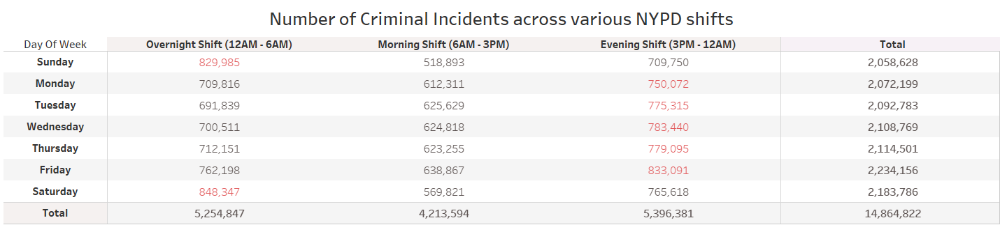 Number of Criminal Incidents across various NYPD shifts
Day Of Week Overnight Shift (12AM - 6AM) Morning Shift (6AM - 3PM) Evening Shift (3PM - 12AM) Total
Sunday 829,985 518,893 709,750 2,058,628
Monday 709,816 612,311 750,072 2,072,199
Tuesday 691,839 625,629 775,315 2,092,783
Wednesday 700,511 624,818 783,440 2,108,769
Thursday 712,151 623,255 779,095 2,114,501
Friday 762,198 638,867 833,091 2,234,156
Saturday 848,347 569,821 765,618 2,183,786
Total 5,254,847 4,213,594 5,396,381 14,864,822